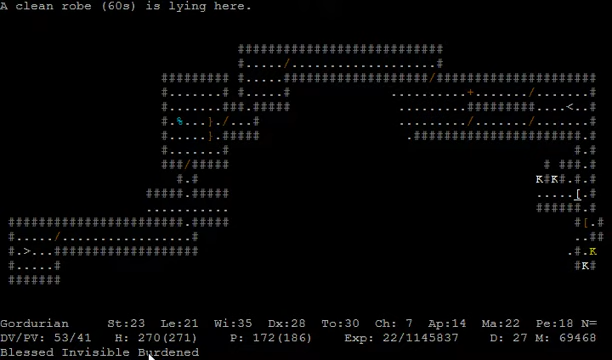 A clean robe (60s) is lying here.
Gordurian St:23 Le:21 Wi:35 Dx:28 To:30 Ch: 7 Ap:14 Ma:22 Pe:18 N=
DV/PV: 53/41 H: 270(271) P: 172(186) Exp: 22/1145837 D: 27 M: 69468
Blessed Invisible Burdened